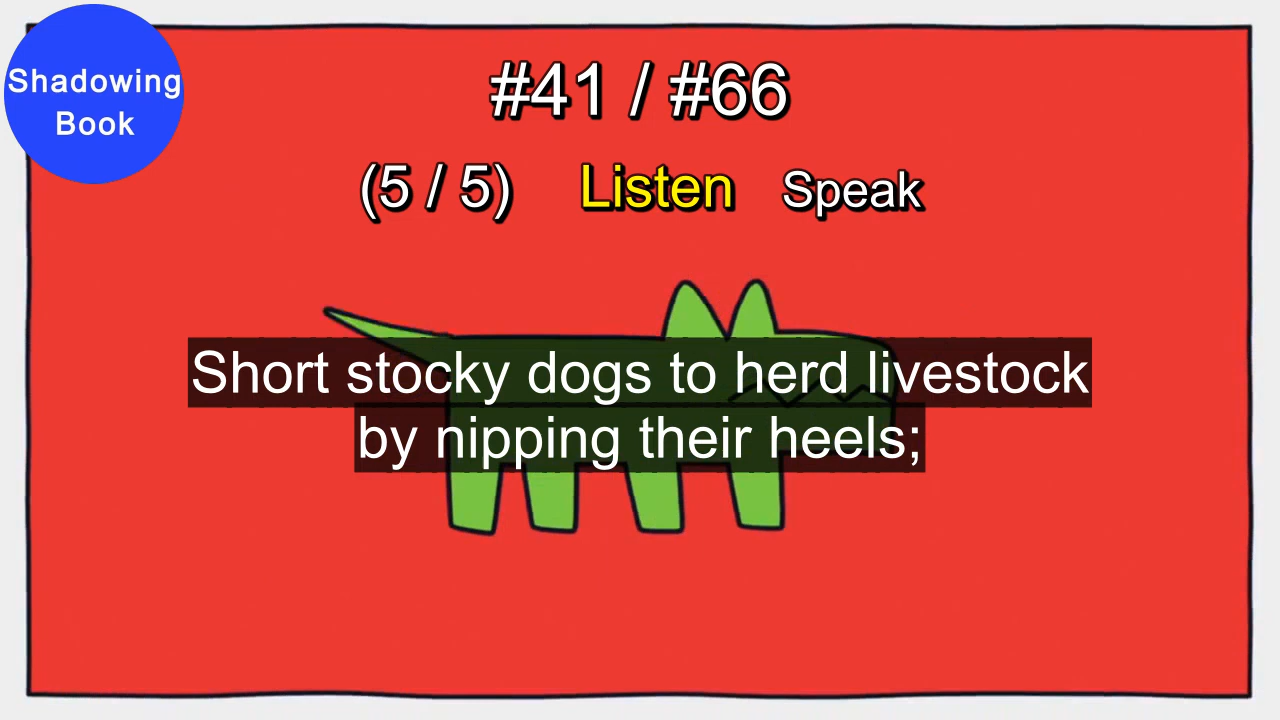 Shadowing
Book
#41 / #66
(5 / 5) Listen Speak
Short stocky dogs to herd livestock
by nipping their heels;